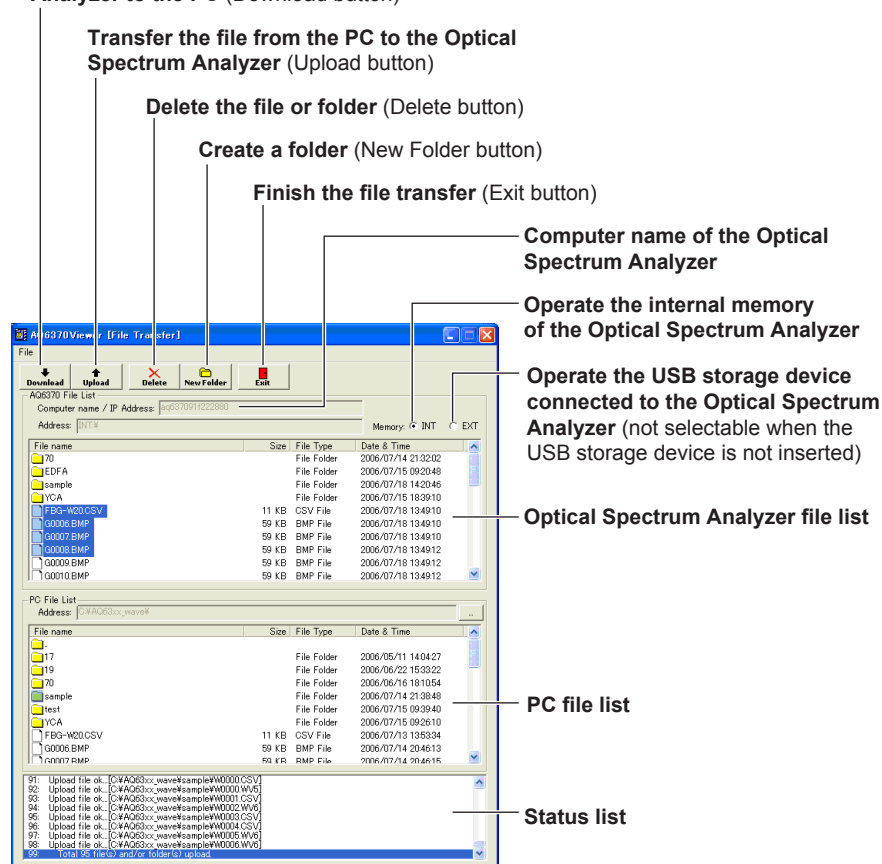 Analyzer to the PC (Download button)
Transfer the file from the PC to the Optical
Spectrum Analyzer (Upload button)
Delete the file or folder (Delete button)
Create a folder (New Folder button)
Finish the file transfer (Exit button)
Computer name of the Optical
Spectrum Analyzer
Operate the internal memory
of the Optical Spectrum Analyzer
Operate the USB storage device
connected to the Optical Spectrum
Analyzer (not selectable when the
USB storage device is not inserted)
Optical Spectrum Analyzer file list
PC file list
Status list
AQ6370Viewer [File Transfer]
File
Download Upload Delete New Folder Exit
AQ6370 File List
Computer name / IP Address: aq637091f222880
Address: INT:¥ Memory: INT EXT
File name Size File Type Date & Time
70 File Folder 2006/07/14 21:32:02
EDFA File Folder 2006/07/15 09:20:48
sample File Folder 2006/07/18 14:20:46
YCA File Folder 2006/07/15 18:39:10
FBG-W20.CSV 11 KB CSV File 2006/07/18 13:49:10
G0006.BMP 59 KB BMP File 2006/07/18 13:49:10
G0007.BMP 59 KB BMP File 2006/07/18 13:49:10
G0008.BMP 59 KB BMP File 2006/07/18 13:49:12
G0009.BMP 59 KB BMP File 2006/07/18 13:49:12
G0010.BMP 59 KB BMP File 2006/07/18 13:49:12
PC File List
Address: C:¥AQ63xx_wave¥ ..
File name Size File Type Date & Time
17 File Folder 2006/05/11 14:04:27
19 File Folder 2006/06/22 15:33:22
70 File Folder 2006/06/16 18:10:54
sample File Folder 2006/07/14 21:38:48
test File Folder 2006/07/15 09:39:40
YCA File Folder 2006/07/15 09:26:10
FBG-W20.CSV 11 KB CSV File 2006/07/13 13:53:34
G0006.BMP 59 KB BMP File 2006/07/14 20:46:13
G0007.BMP 59 KB BMP File 2006/07/14 20:46:15
91: Upload file ok...[C:¥AQ63xx_wave¥sample¥W0000.CSV]
92: Upload file ok...[C:¥AQ63xx_wave¥sample¥W0000.WV5]
93: Upload file ok...[C:¥AQ63xx_wave¥sample¥W0001.CSV]
94: Upload file ok...[C:¥AQ63xx_wave¥sample¥W0002.WV6]
95: Upload file ok...[C:¥AQ63xx_wave¥sample¥W0003.CSV]
96: Upload file ok...[C:¥AQ63xx_wave¥sample¥W0004.CSV]
97: Upload file ok...[C:¥AQ63xx_wave¥sample¥W0005.WV6]
98: Upload file ok...[C:¥AQ63xx_wave¥sample¥W0006.WV6]
99: Total 95 file(s) and/or folder(s) upload.